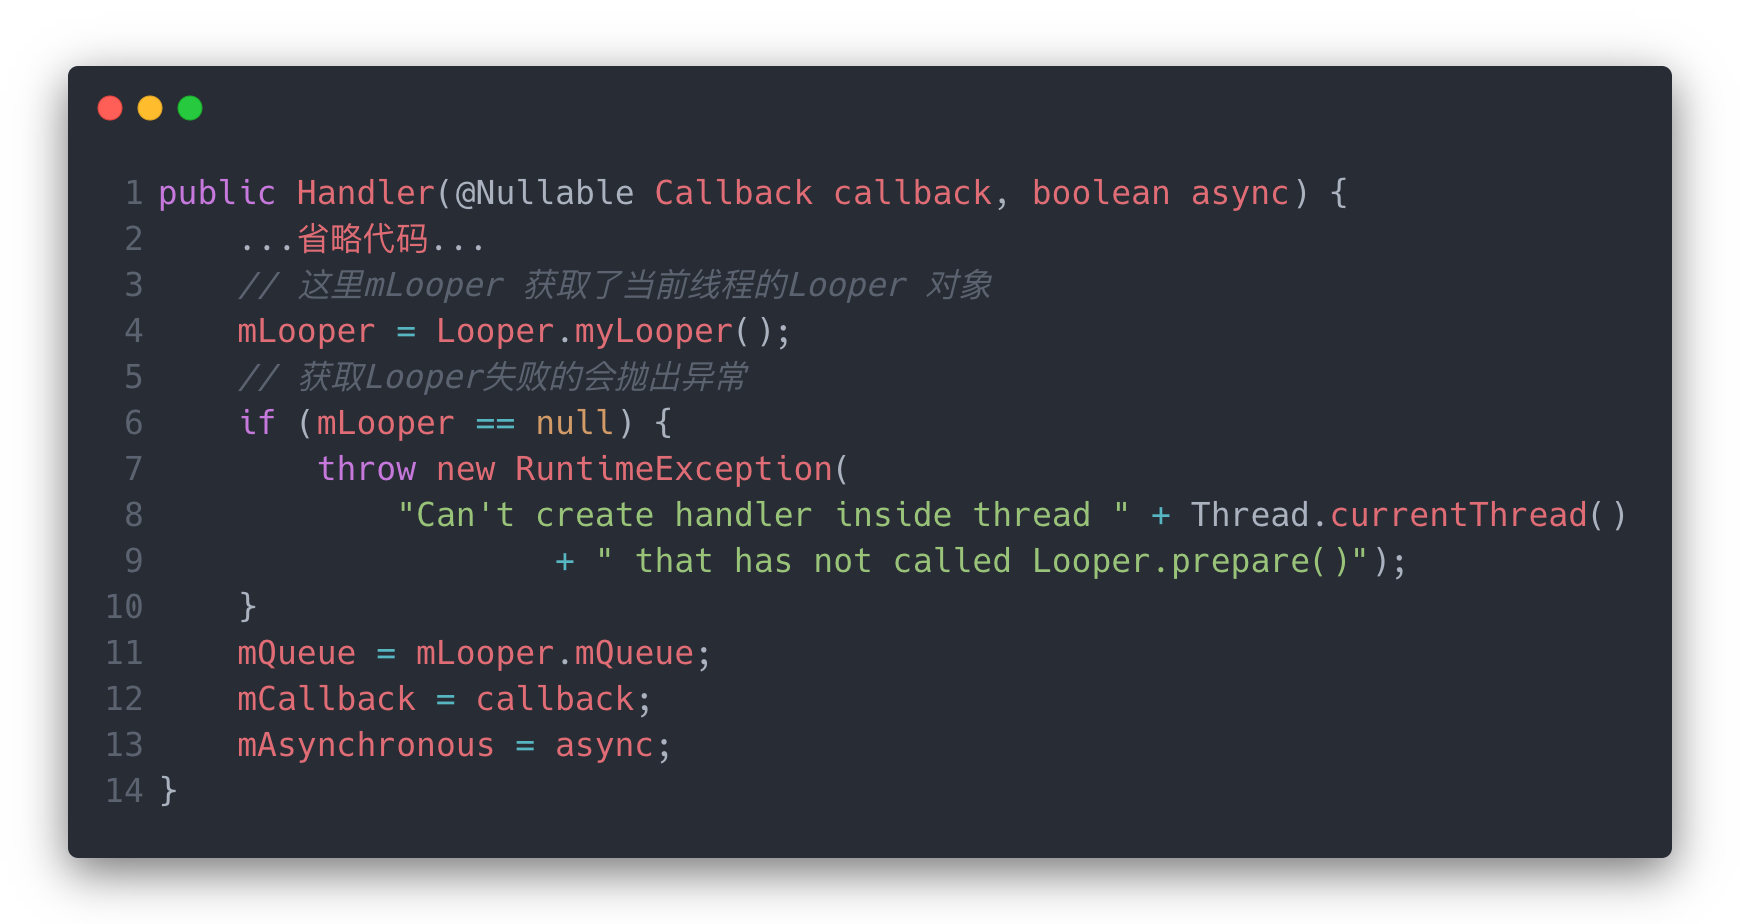 1 public Handler(@Nullable Callback callback, boolean async) {
2     ...省略代码...
3     // 这里mLooper 获取了当前线程的Looper 对象
4     mLooper = Looper.myLooper();
5     // 获取Looper失败的会抛出异常
6     if (mLooper == null) {
7         throw new RuntimeException(
8             "Can't create handler inside thread " + Thread.currentThread()
9                     + " that has not called Looper.prepare()");
10     }
11     mQueue = mLooper.mQueue;
12     mCallback = callback;
13     mAsynchronous = async;
14 }